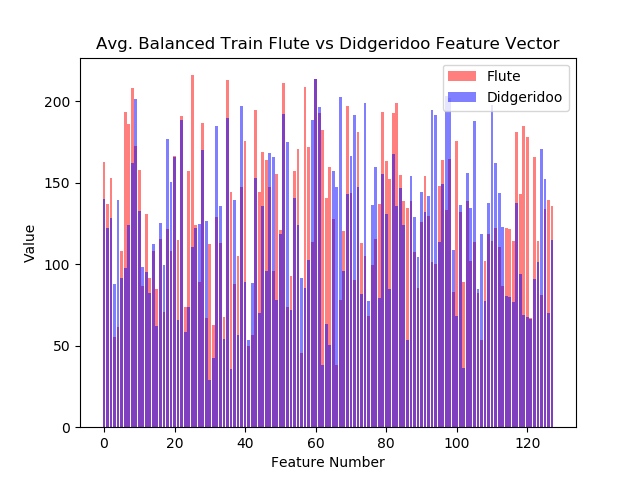 Avg. Balanced Train Flute vs Didgeridoo Feature Vector
Flute
Didgeridoo
200
150
100
50
0
Value
0 20 40 60 80 100 120
Feature Number